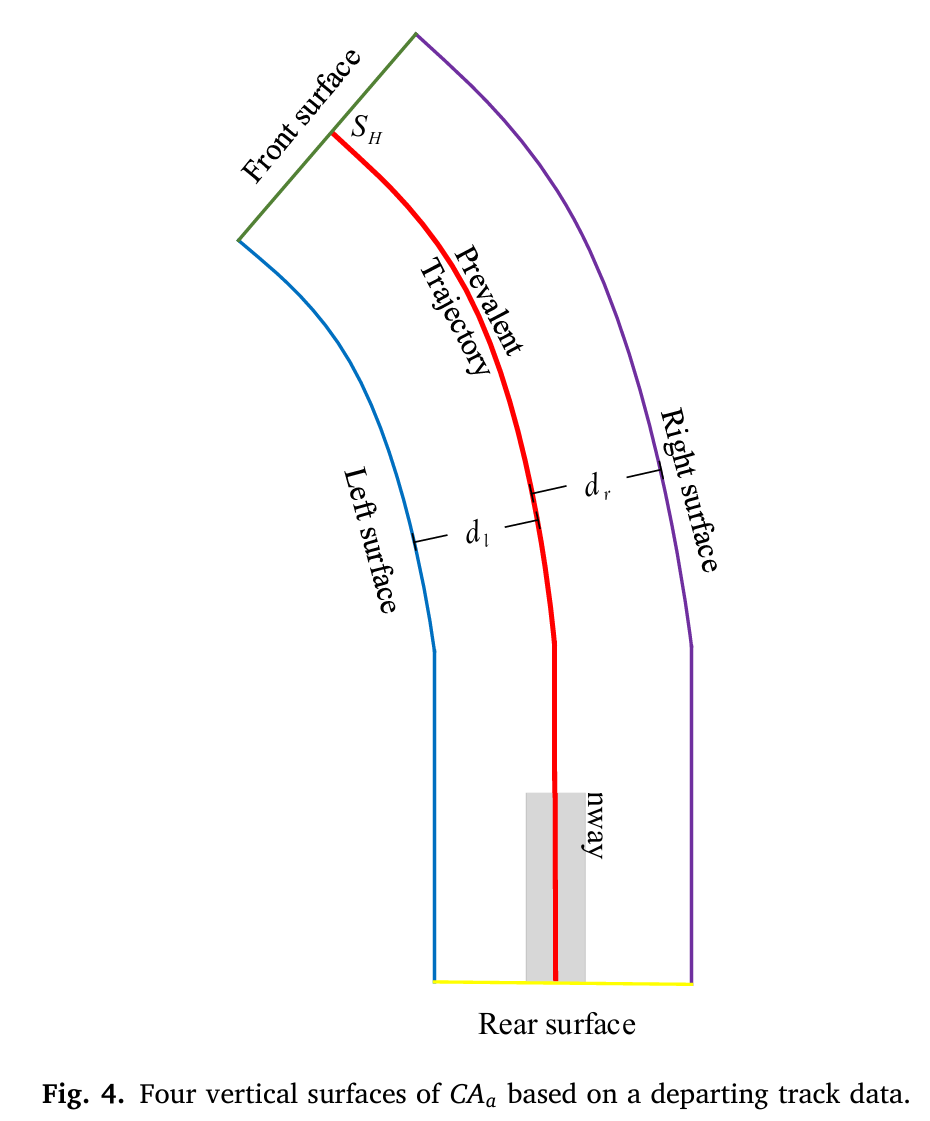 Front surface
S_H
Prevalent
Trajectory
Right surface
d_r
Left surface
d_l
nway
Rear surface
Fig. 4. Four vertical surfaces of CA_a based on a departing track data.